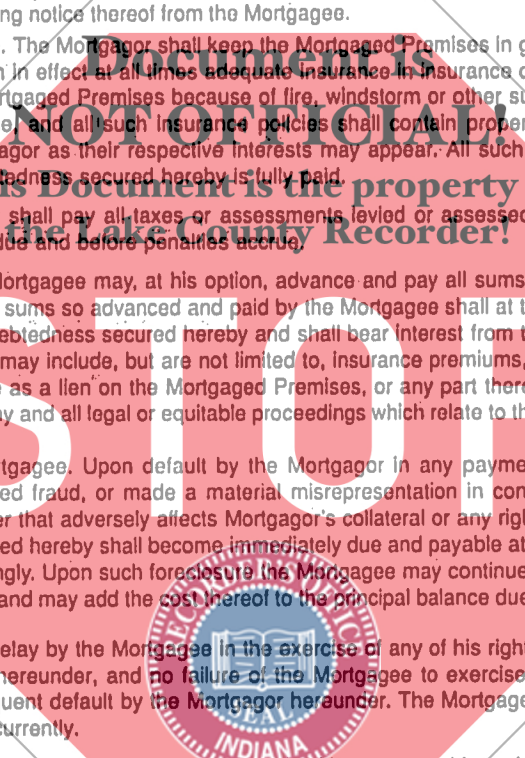 ng notice thereof from the Mortgagee.
. The Mortgagor shall keep the Mortgaged Premises in g
Document is
n in effect at all times adequate insurance in insurance c
rtgaged Premises because of fire, windstorm or other su
NOT OFFICIAL!
e, and all such insurance policies shall contain proper
agor as their respective interests may appear. All such
tedness secured hereby is fully paid.
is Document is the property
shall pay all taxes or assessments levied or assessed
the Lake County Recorder!
due and before penalties accrue.
Mortgagee may, at his option, advance and pay all sums
STOP
sums so advanced and paid by the Mortgagee shall at t
ebtedness secured hereby and shall bear interest from t
may include, but are not limited to, insurance premiums,
as a lien on the Mortgaged Premises, or any part there
ny and all legal or equitable proceedings which relate to th
rtgagee. Upon default by the Mortgagor in any payme
ed fraud, or made a material misrepresentation in con
er that adversely affects Mortgagor's collateral or any righ
ed hereby shall become immediately due and payable at
ngly. Upon such foreclosure the Mortgagee may continue
and may add the cost thereof to the principal balance due
RECORDER'S OFFICE
elay by the Mortgagee in the exercise of any of his right
hereunder, and no failure of the Mortgagee to exercise
uent default by the Mortgagor hereunder. The Mortgage
SEAL
currently.
INDIANA